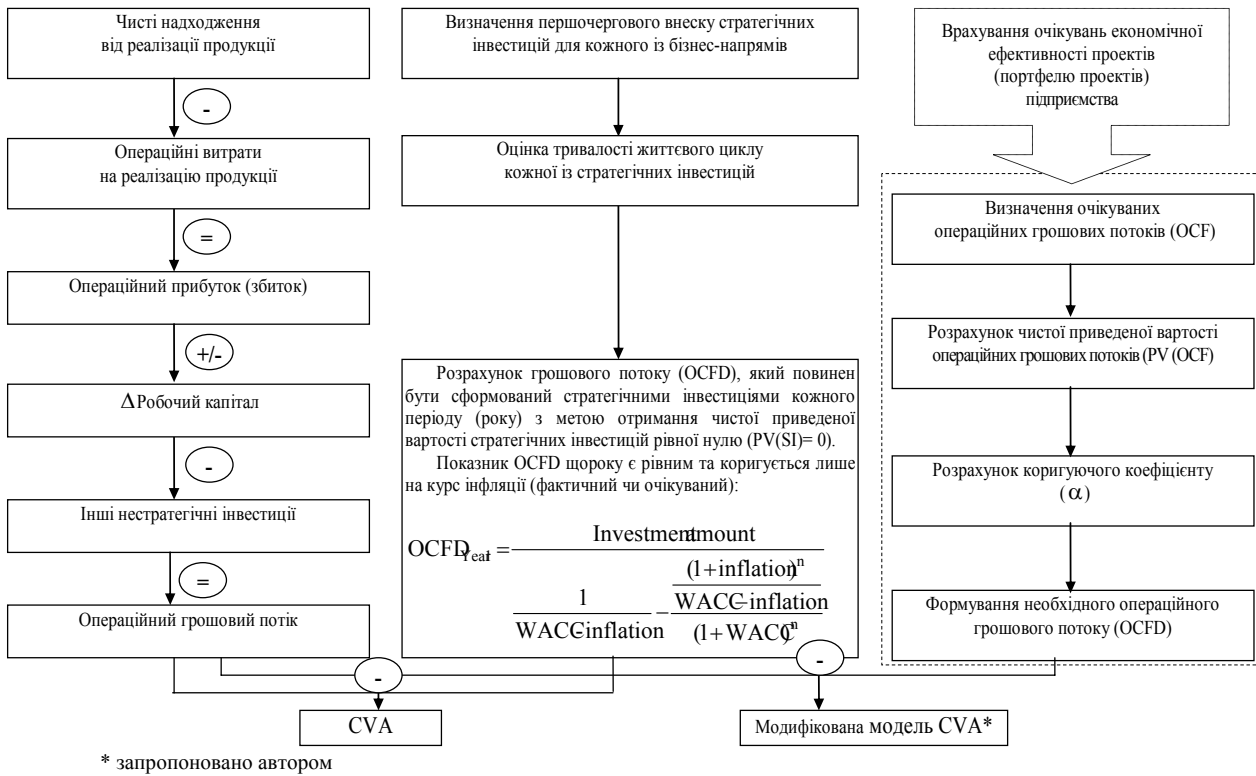 Чисті надходження
від реалізації продукції
-
Операційні витрати
на реалізацію продукції
=
Операційний прибуток (збиток)
+/-
ΔРобочий капітал
-
Інші нестратегічні інвестиції
=
Операційний грошовий потік
Визначення першочергового внеску стратегічних
інвестицій для кожного із бізнес-напрямів
Оцінка тривалості життєвого циклу
кожної із стратегічних інвестицій
Розрахунок грошового потоку (OCFD), який повинен
бути сформований стратегічними інвестиціями кожного
періоду (року) з метою отримання чистої приведеної
вартості стратегічних інвестицій рівної нулю (PV(SI)= 0).
Показник OCFD щороку є рівним та коригується лише
на курс інфляції (фактичний чи очікуваний):
Investment amount
OCFD Year1 =
(1+inflation)^n
1
WACC-inflation
-
WACC-inflation
(1+WACC)^n
Врахування очікувань економічної
ефективності проектів
(портфелю проектів)
підприємства
Визначення очікуваних
операційних грошових потоків (OCF)
Розрахунок чистої приведеної вартості
операційних грошових потоків (PV (OCF)
Розрахунок коригуючого коефіцієнту
(α)
Формування необхідного операційного
грошового потоку (OCFD)
-
-
CVA
Модифікована модель CVA*
* запропоновано автором